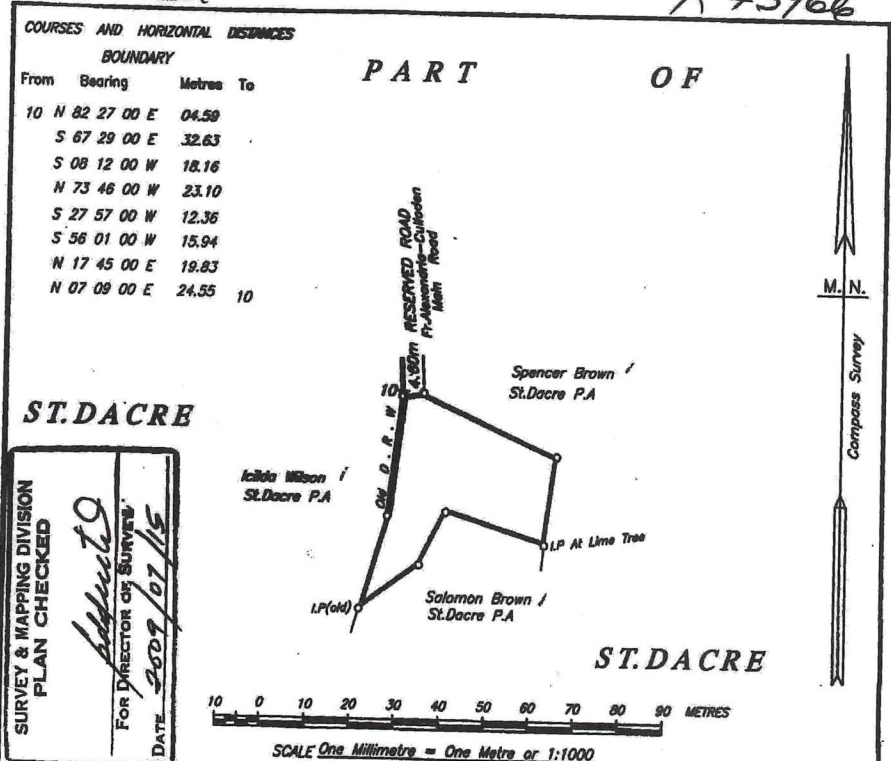 COURSES AND HORIZONTAL DISTANCES
BOUNDARY
From Bearing Metres To
10 N 82 27 00 E 04.59
S 67 29 00 E 32.63
S 08 12 00 W 18.16
N 73 46 00 W 23.10
S 27 57 00 W 12.36
S 56 01 00 W 15.94
N 17 45 00 E 19.83
N 07 09 00 E 24.55 10
PART OF
M. N.
Compass Survey
4.60m RESERVED ROAD
Fr.Alexandria-Culloden
Main Road
10
Spencer Brown
St.Dacre P.A
ST.DACRE
Old O . R . W
Icilda Wilson
St.Dacre P.A
I.P At Lime Tree
I.P(old)
Salomon Brown
St.Dacre P.A
ST.DACRE
SURVEY & MAPPING DIVISION
PLAN CHECKED
FOR DIRECTOR OF SURVEYS
DATE 2009/07/15
10 0 10 20 30 40 50 60 70 80 90 METRES
SCALE One Millimetre = One Metre or 1:1000